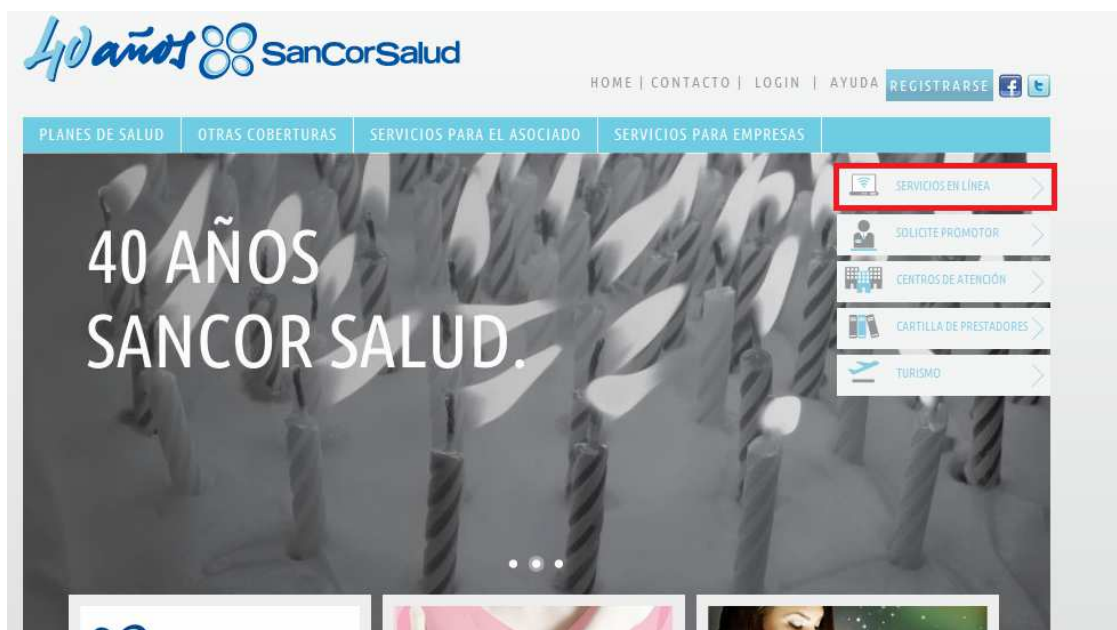 40 años SanCorSalud
HOME | CONTACTO | LOGIN | AYUDA REGISTRARSE
PLANES DE SALUD OTRAS COBERTURAS SERVICIOS PARA EL ASOCIADO SERVICIOS PARA EMPRESAS
40 AÑOS
SANCOR SALUD.
SERVICIOS EN LÍNEA
SOLICITE PROMOTOR
CENTROS DE ATENCIÓN
CARTILLA DE PRESTADORES
TURISMO